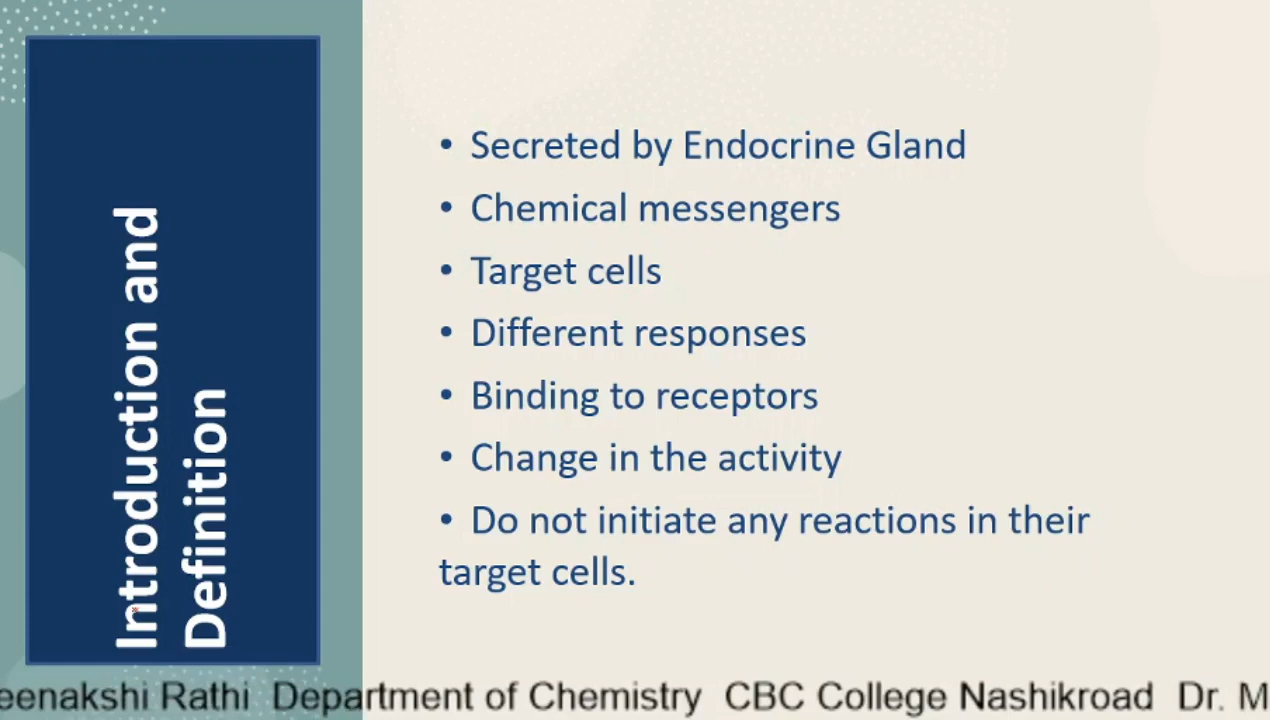 Introduction and
Definition
• Secreted by Endocrine Gland
• Chemical messengers
• Target cells
• Different responses
• Binding to receptors
• Change in the activity
• Do not initiate any reactions in their
target cells.
eenakshi Rathi Department of Chemistry CBC College Nashikroad Dr. M